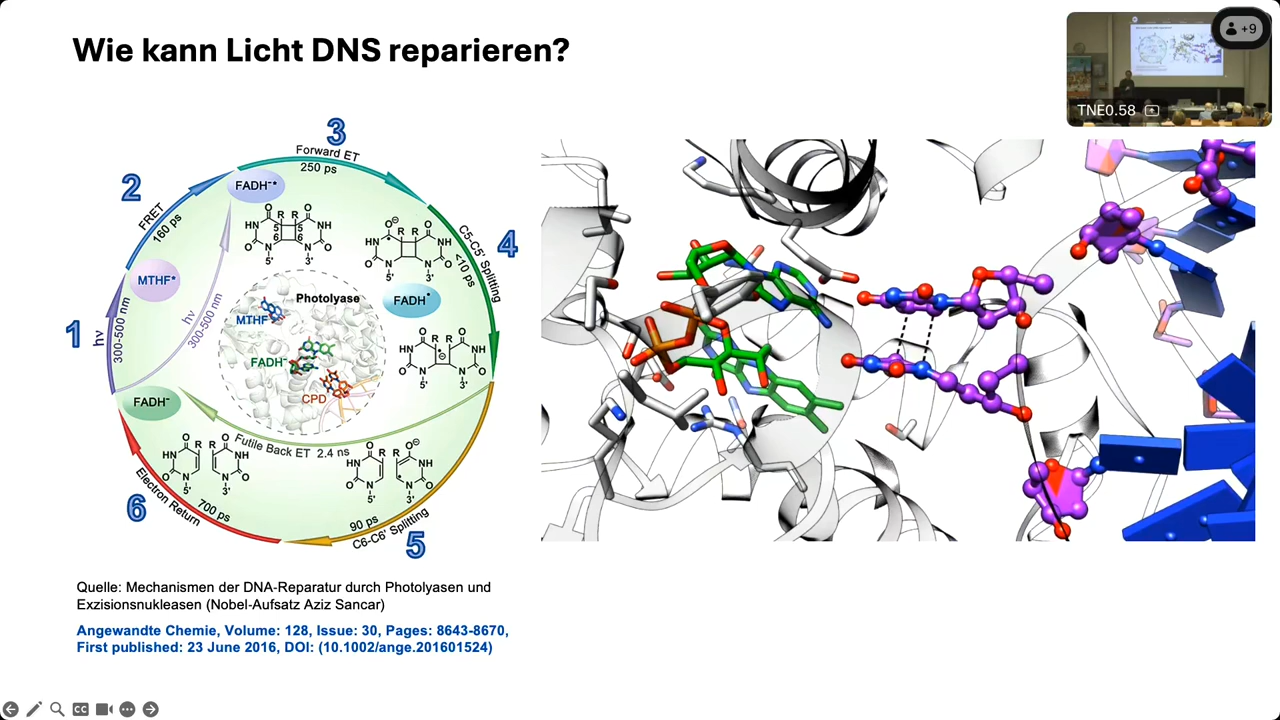 Wie kann Licht DNS reparieren?
+9
TNE0.58
3
Forward ET
250 ps
2
FRET
160 ps
FADH⁻*
MTHF*
1
hν
300-500 nm
hν
300-500 nm
4
C5-C5' Splitting
<10 ps
FADH•
Photolyase
MTHF
FADH⁻
CPD
FADH⁻
Futile Back ET 2.4 ns
6
Electron Return
700 ps
90 ps
C6-C6' Splitting
5
Quelle: Mechanismen der DNA-Reparatur durch Photolyasen und
Exzisionsnukleasen (Nobel-Aufsatz Aziz Sancar)
Angewandte Chemie, Volume: 128, Issue: 30, Pages: 8643-8670,
First published: 23 June 2016, DOI: (10.1002/ange.201601524)
CC